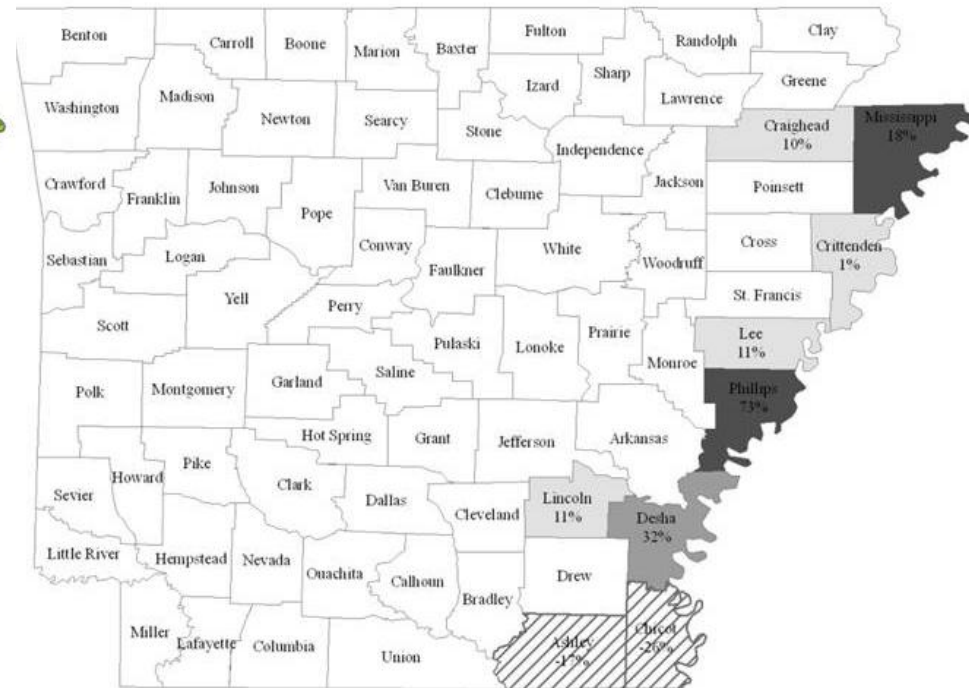 Benton
Carroll
Boone
Marion
Baxter
Fulton
Randolph
Clay
Washington
Madison
Newton
Searcy
Stone
Izard
Sharp
Lawrence
Greene
Independence
Craighead
10%
Mississippi
18%
Crawford
Franklin
Johnson
Pope
Van Buren
Cleburne
Jackson
Poinsett
Sebastian
Logan
Conway
Faulkner
White
Woodruff
Cross
Crittenden
1%
Scott
Yell
Perry
Pulaski
Lonoke
Prairie
Monroe
St. Francis
Lee
11%
Polk
Montgomery
Garland
Saline
Phillips
73%
Hot Spring
Grant
Jefferson
Arkansas
Sevier
Howard
Pike
Clark
Dallas
Cleveland
Lincoln
11%
Desha
32%
Little River
Hempstead
Nevada
Ouachita
Calhoun
Bradley
Drew
Miller
Lafayette
Columbia
Union
Ashley
-17%
Chicot
-26%